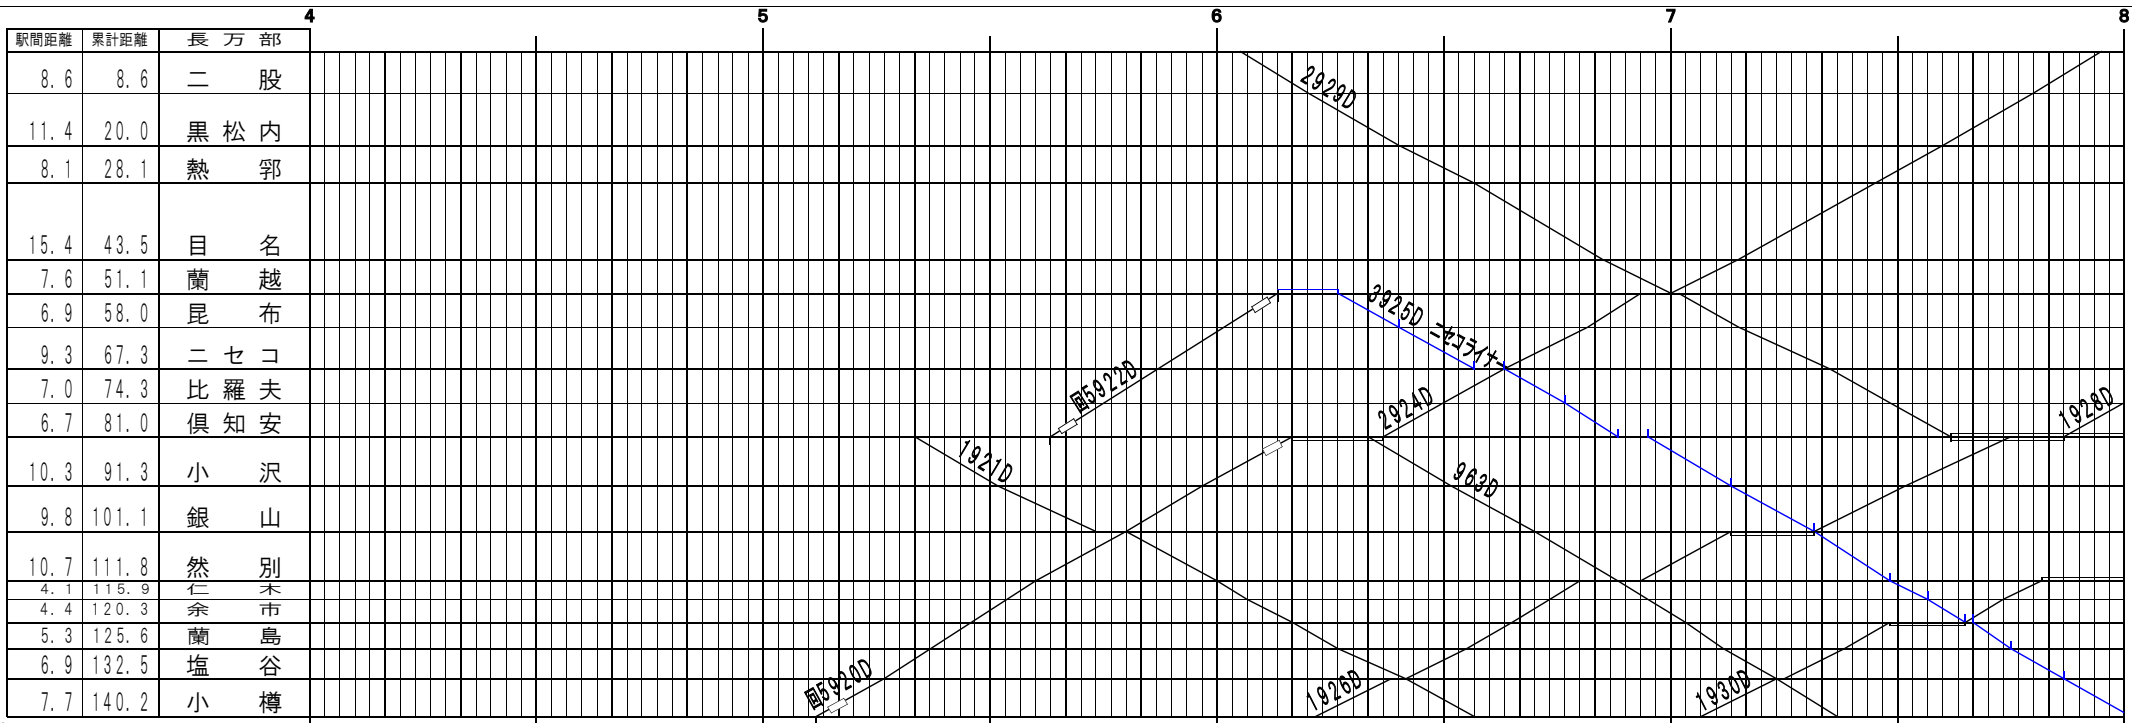 4 5 6 7 8
駅間距離 累計距離 長万部
8.6 8.6 二股
11.4 20.0 黒松内
8.1 28.1 熱郛
15.4 43.5 目名
7.6 51.1 蘭越
6.9 58.0 昆布
9.3 67.3 ニセコ
7.0 74.3 比羅夫
6.7 81.0 倶知安
10.3 91.3 小沢
9.8 101.1 銀山
10.7 111.8 然別
4.1 115.9 仁木
4.4 120.3 余市
5.3 125.6 蘭島
6.9 132.5 塩谷
7.7 140.2 小樽
2929D
3925D ニセコライナー
回5922D
2924D
1928D
1921D
963D
回5920D
1926D
1930D